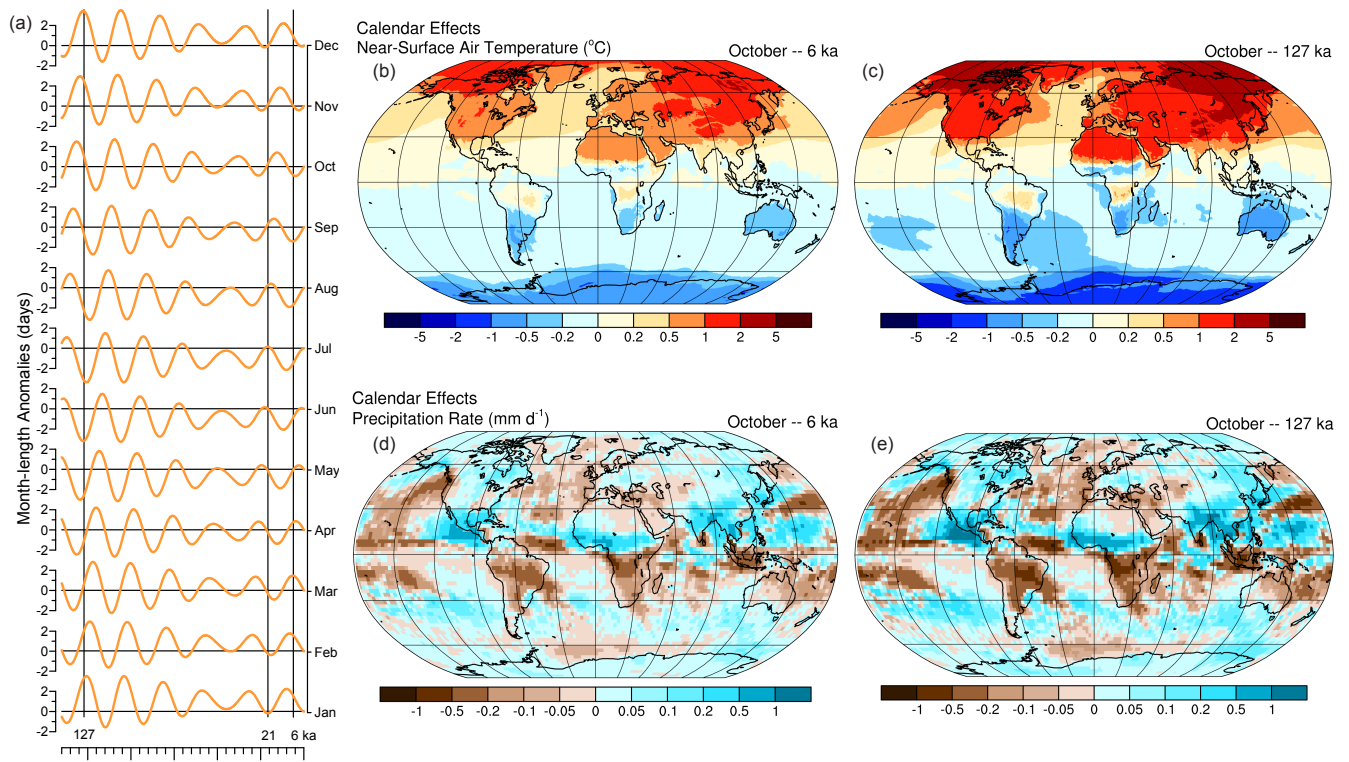 (a)
Month-length Anomalies (days)
2
0
-2
Dec
2
0
-2
Nov
2
0
-2
Oct
2
0
-2
Sep
2
0
-2
Aug
2
0
-2
Jul
2
0
-2
Jun
2
0
-2
May
2
0
-2
Apr
2
0
-2
Mar
2
0
-2
Feb
2
0
-2
Jan
127 21 6 ka
Calendar Effects
Near-Surface Air Temperature (°C)
October -- 6 ka
(b)
-5 -2 -1 -0.5 -0.2 0 0.2 0.5 1 2 5
October -- 127 ka
(c)
-5 -2 -1 -0.5 -0.2 0 0.2 0.5 1 2 5
Calendar Effects
Precipitation Rate (mm d⁻¹)
October -- 6 ka
(d)
-1 -0.5 -0.2 -0.1 -0.05 0 0.05 0.1 0.2 0.5 1
October -- 127 ka
(e)
-1 -0.5 -0.2 -0.1 -0.05 0 0.05 0.1 0.2 0.5 1